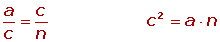 a/c = c/n    c² = a · n